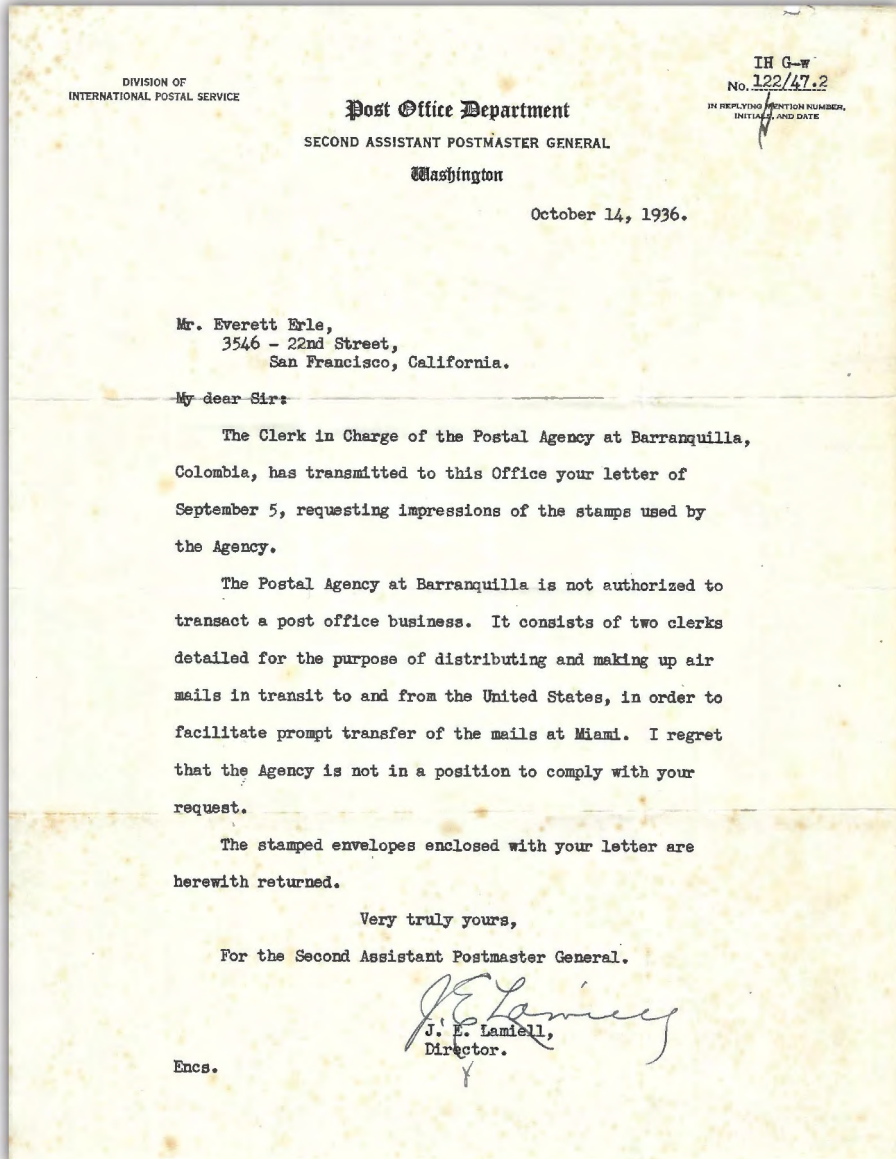 DIVISION OF
INTERNATIONAL POSTAL SERVICE
IH G-w
No. 122/47.2
IN REPLYING MENTION NUMBER,
INITIALS, AND DATE
Post Office Department
SECOND ASSISTANT POSTMASTER GENERAL
Washington
October 14, 1936.
Mr. Everett Erle,
3546 - 22nd Street,
San Francisco, California.
My dear Sir:
The Clerk in Charge of the Postal Agency at Barranquilla,
Colombia, has transmitted to this Office your letter of
September 5, requesting impressions of the stamps used by
the Agency.
The Postal Agency at Barranquilla is not authorized to
transact a post office business. It consists of two clerks
detailed for the purpose of distributing and making up air
mails in transit to and from the United States, in order to
facilitate prompt transfer of the mails at Miami. I regret
that the Agency is not in a position to comply with your
request.
The stamped envelopes enclosed with your letter are
herewith returned.
Very truly yours,
For the Second Assistant Postmaster General.
J. E. Lamiell
J. E. Lamiell,
Director.
Encs.